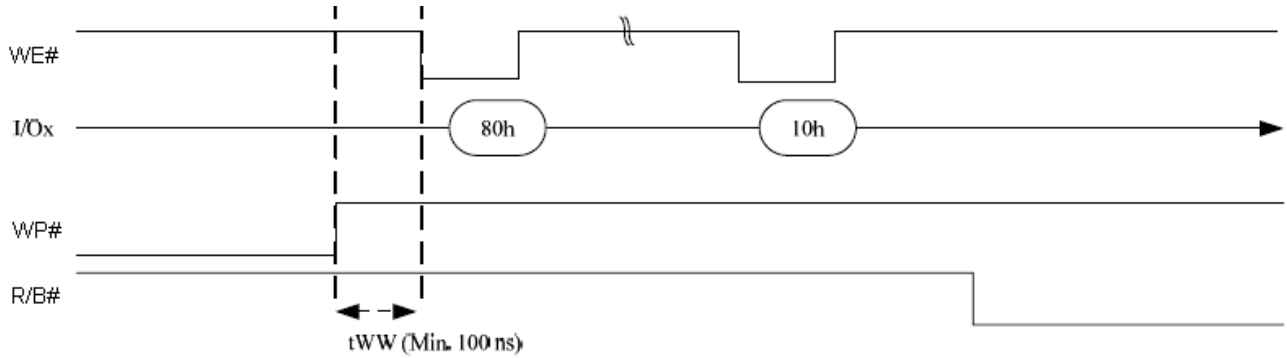 WE#
I/Ox
80h
10h
WP#
R/B#
tWW (Min. 100 ns)